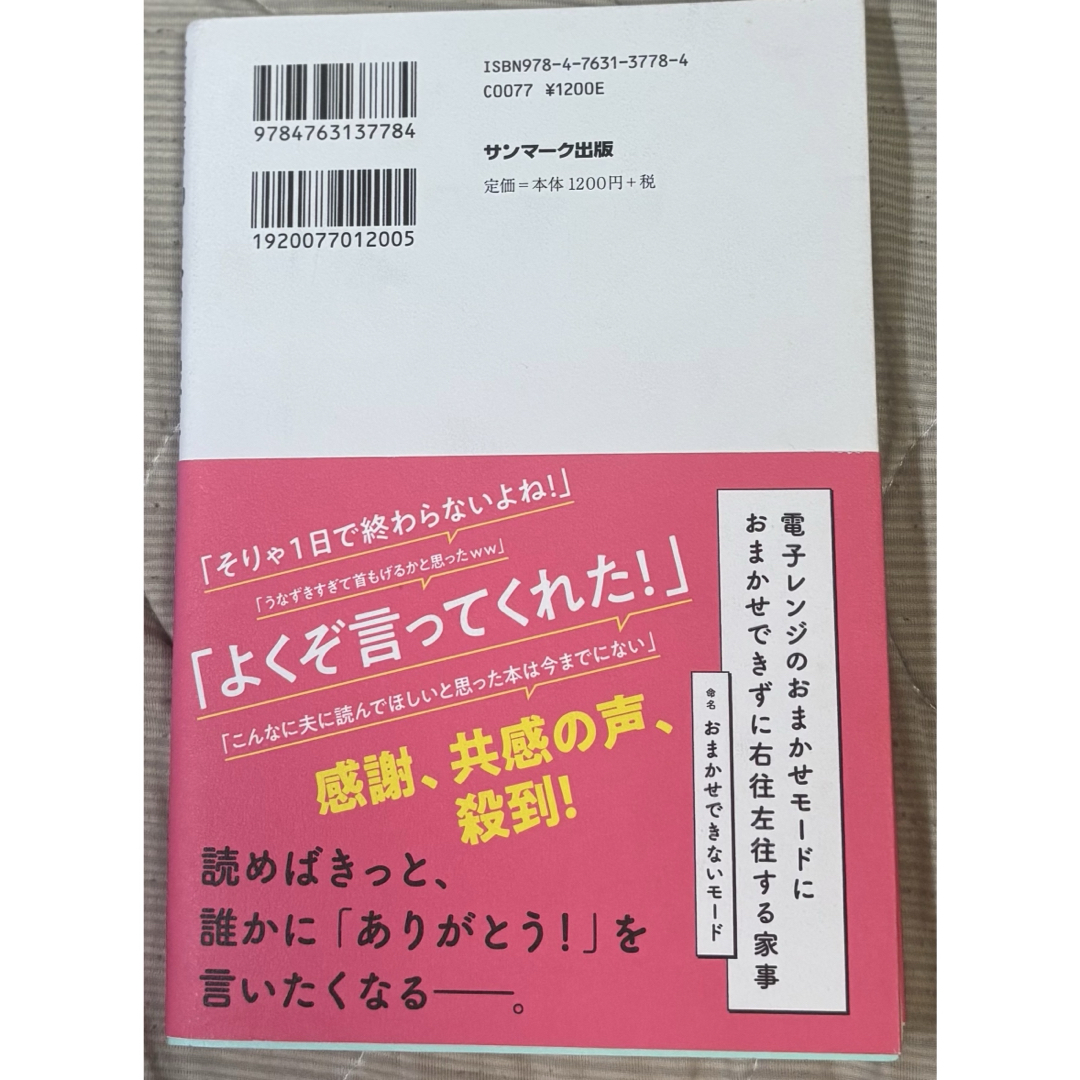 ISBN978-4-7631-3778-4
C0077 ¥1200E
9784763137784
サンマーク出版
定価=本体1200円+税
1920077012005
「そりゃ1日で終わらないよね!」
「うなずきすぎて首もげるかと思ったww」
「よくぞ言ってくれた!」
「こんなに夫に読んでほしいと思った本は今までにない」
感謝、共感の声、
殺到!
読めばきっと、
誰かに「ありがとう!」を
言いたくなる──。
電子レンジのおまかせモードに
おまかせできずに右往左往する家事
命名 おまかせできないモード